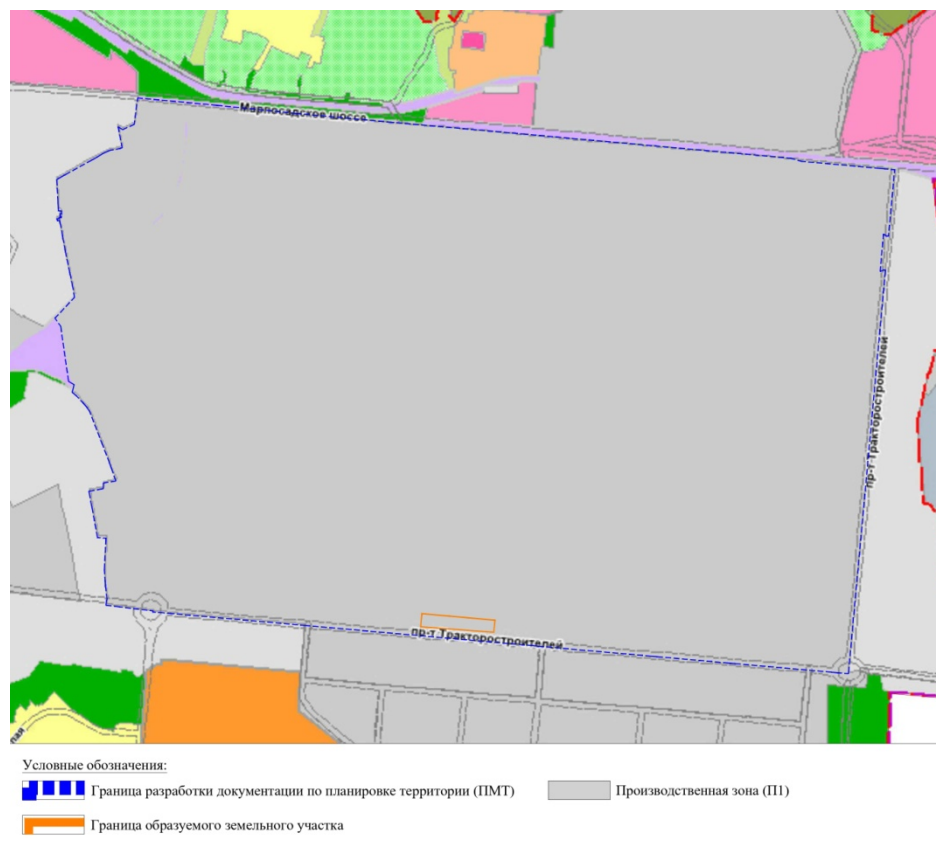 Марпосадское шоссе
пр-т Тракторостроителей
пр-т Тракторостроителей
ная
Условные обозначения:
Граница разработки документации по планировке территории (ПМТ)
Производственная зона (П1)
Граница образуемого земельного участка